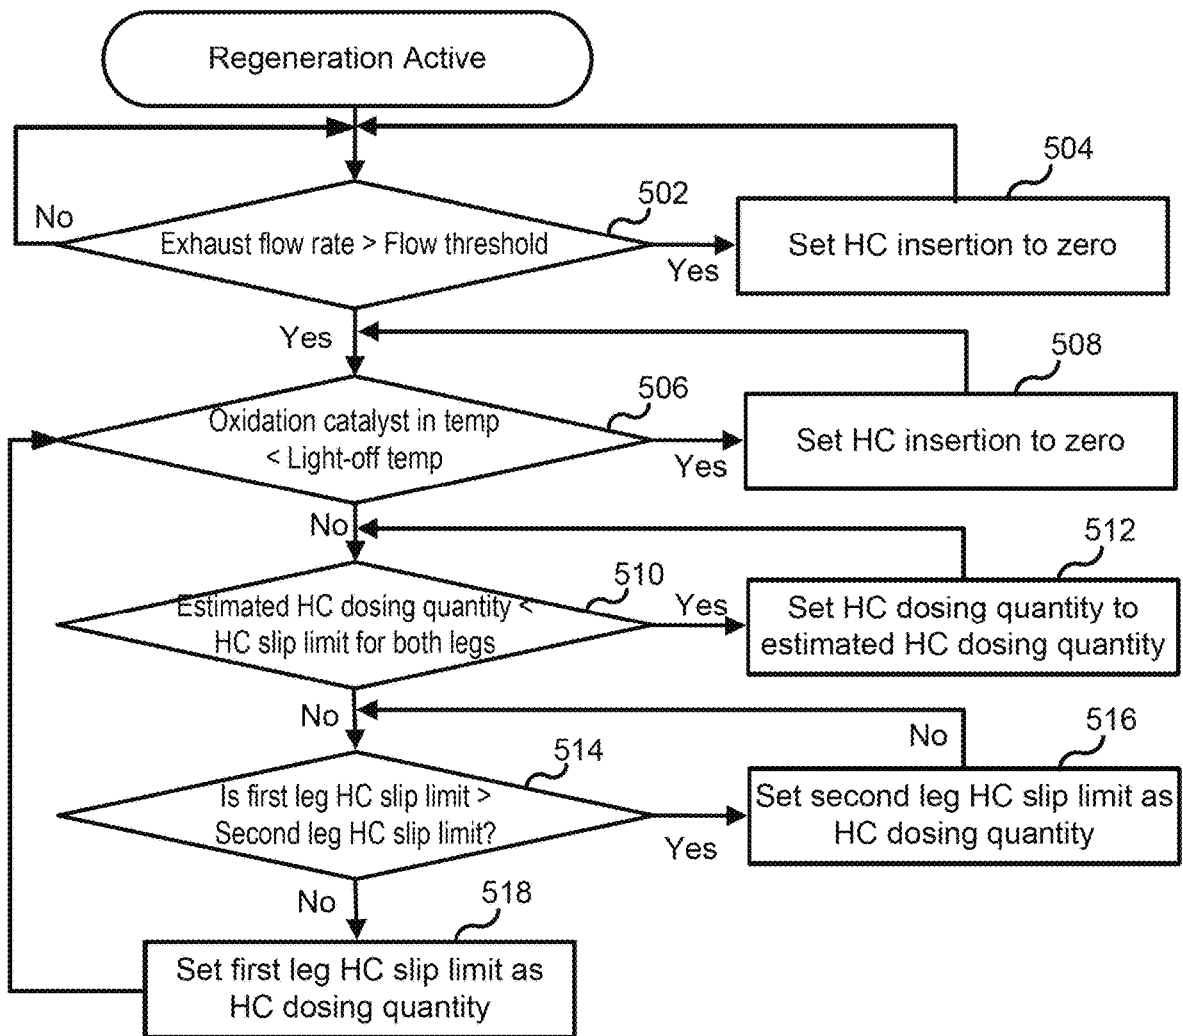 Regeneration Active
504
502
No
Exhaust flow rate > Flow threshold
Set HC insertion to zero
Yes
Yes
508
506
Oxidation catalyst in temp
< Light-off temp
Set HC insertion to zero
Yes
No
512
510
Estimated HC dosing quantity <
HC slip limit for both legs
Yes
Set HC dosing quantity to
estimated HC dosing quantity
No
No
516
514
Is first leg HC slip limit >
Second leg HC slip limit?
Set second leg HC slip limit as
HC dosing quantity
Yes
No
518
Set first leg HC slip limit as
HC dosing quantity